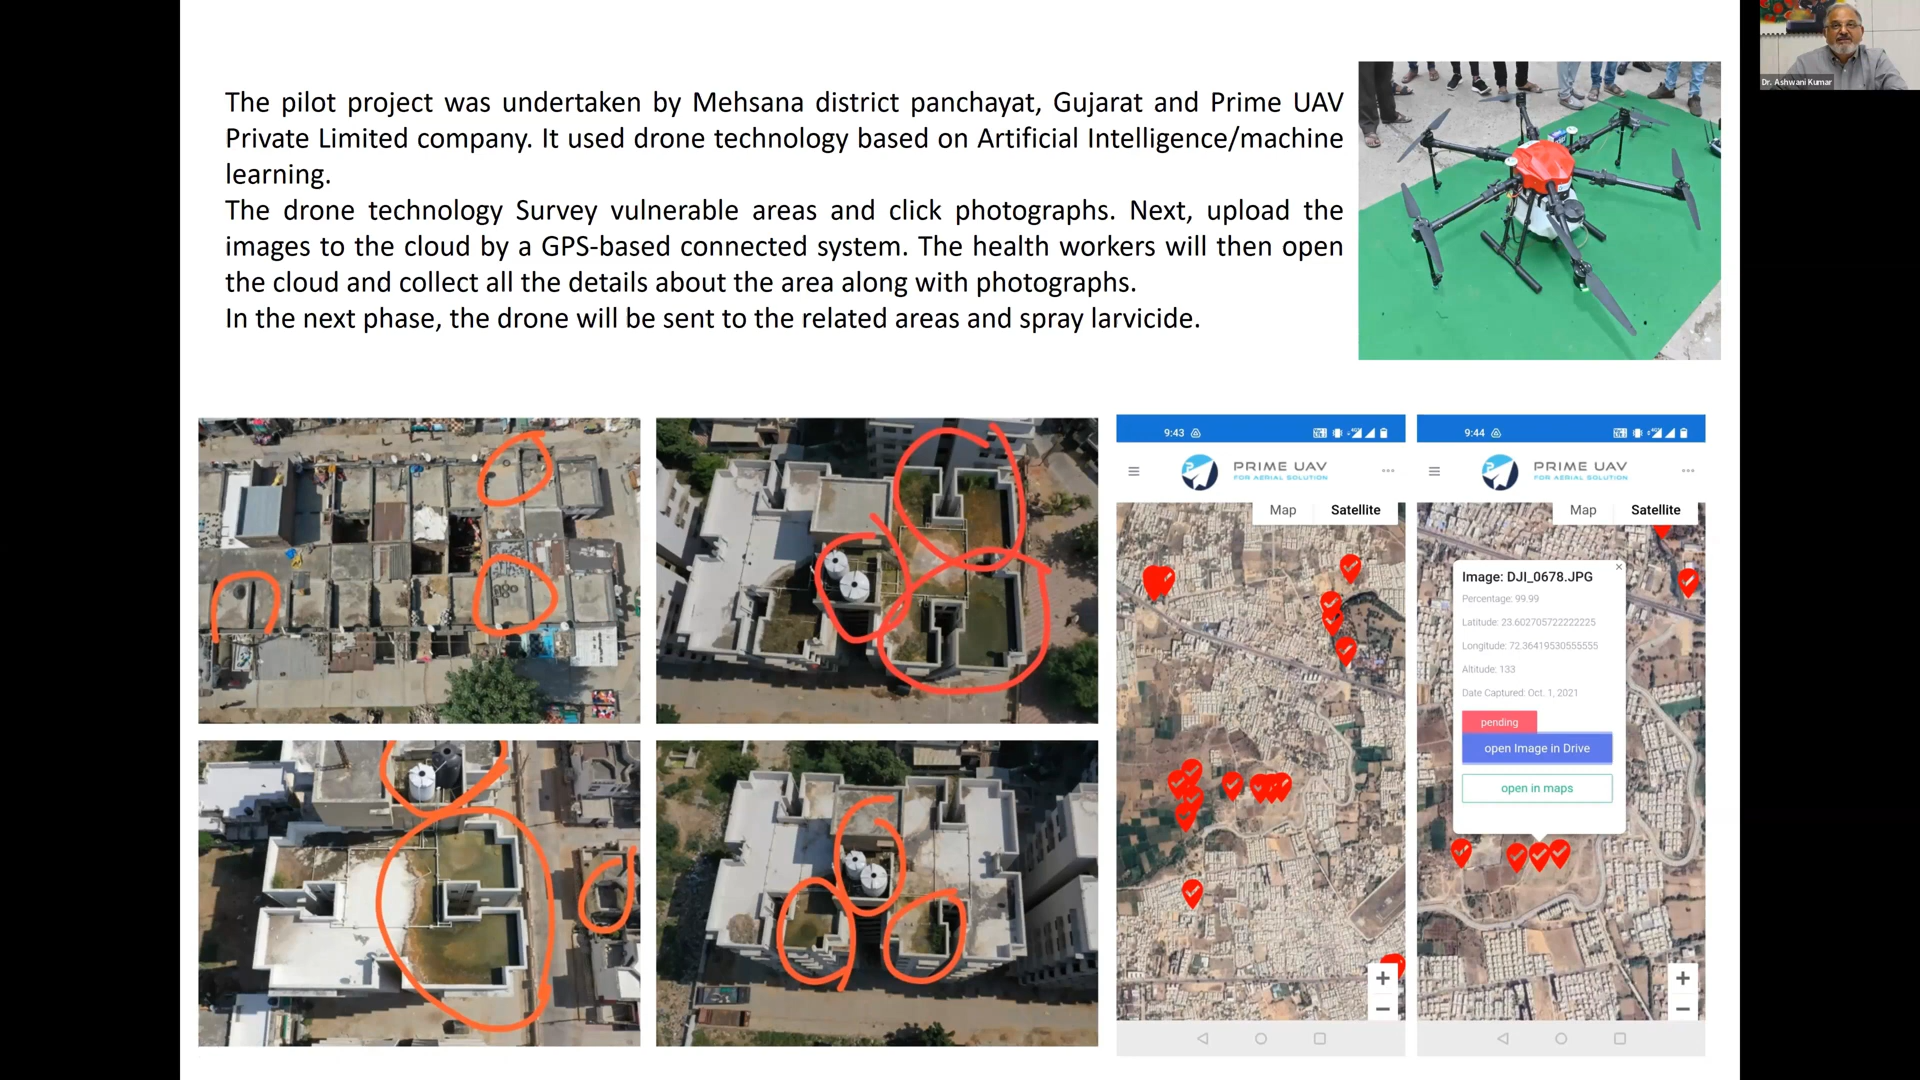 The pilot project was undertaken by Mehsana district panchayat, Gujarat and Prime UAV
Private Limited company. It used drone technology based on Artificial Intelligence/machine
learning.
The drone technology Survey vulnerable areas and click photographs. Next, upload the
images to the cloud by a GPS-based connected system. The health workers will then open
the cloud and collect all the details about the area along with photographs.
In the next phase, the drone will be sent to the related areas and spray larvicide.
Dr. Ashwani Kumar
9:43
PRIME UAV
FOR AERIAL SOLUTION
Map Satellite
+
−
9:44
PRIME UAV
FOR AERIAL SOLUTION
Map Satellite
Image: DJI_0678.JPG
Percentage: 99.99
Latitude: 23.602705722222225
Longitude: 72.36419530555555
Altitude: 133
Date Captured: Oct. 1, 2021
pending
open Image in Drive
open in maps
+
−